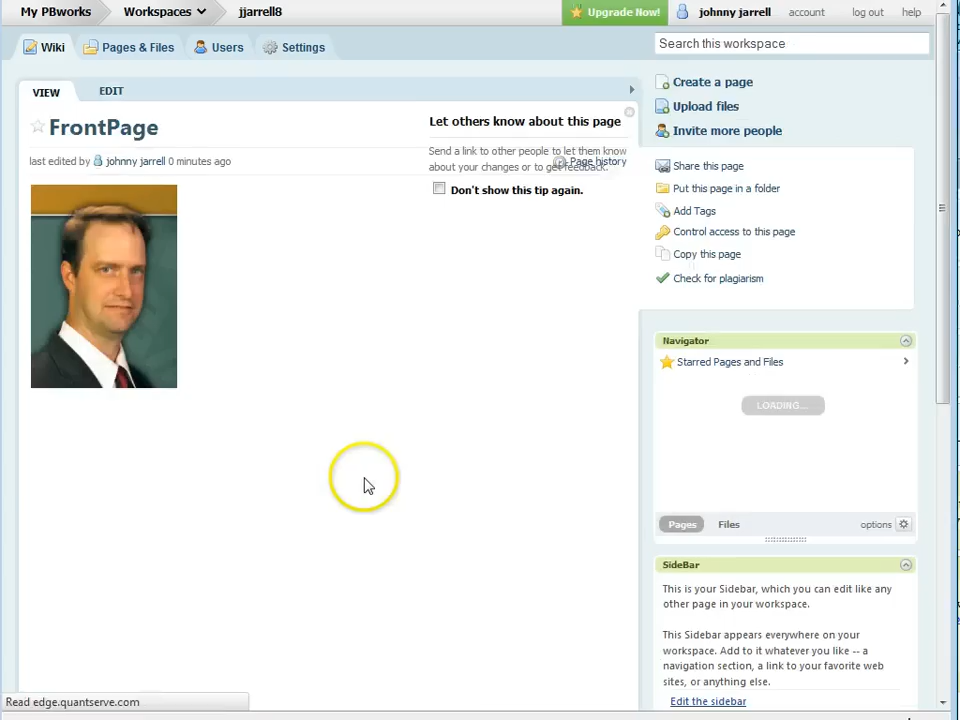 My PBworks Workspaces jjarrell8 Upgrade Now! johnny jarrell account log out help
Wiki Pages & Files Users Settings
Search this workspace
VIEW EDIT
FrontPage
last edited by johnny jarrell 0 minutes ago
Page history
Let others know about this page
Send a link to other people to let them know
about your changes or to get feedback.
Don't show this tip again.
Create a page
Upload files
Invite more people
Share this page
Put this page in a folder
Add Tags
Control access to this page
Copy this page
Check for plagiarism
Navigator
Starred Pages and Files
LOADING...
Pages Files options
SideBar
This is your Sidebar, which you can edit like any
other page in your workspace.
This Sidebar appears everywhere on your
workspace. Add to it whatever you like -- a
navigation section, a link to your favorite web
sites, or anything else.
Edit the sidebar
Read edge.quantserve.com